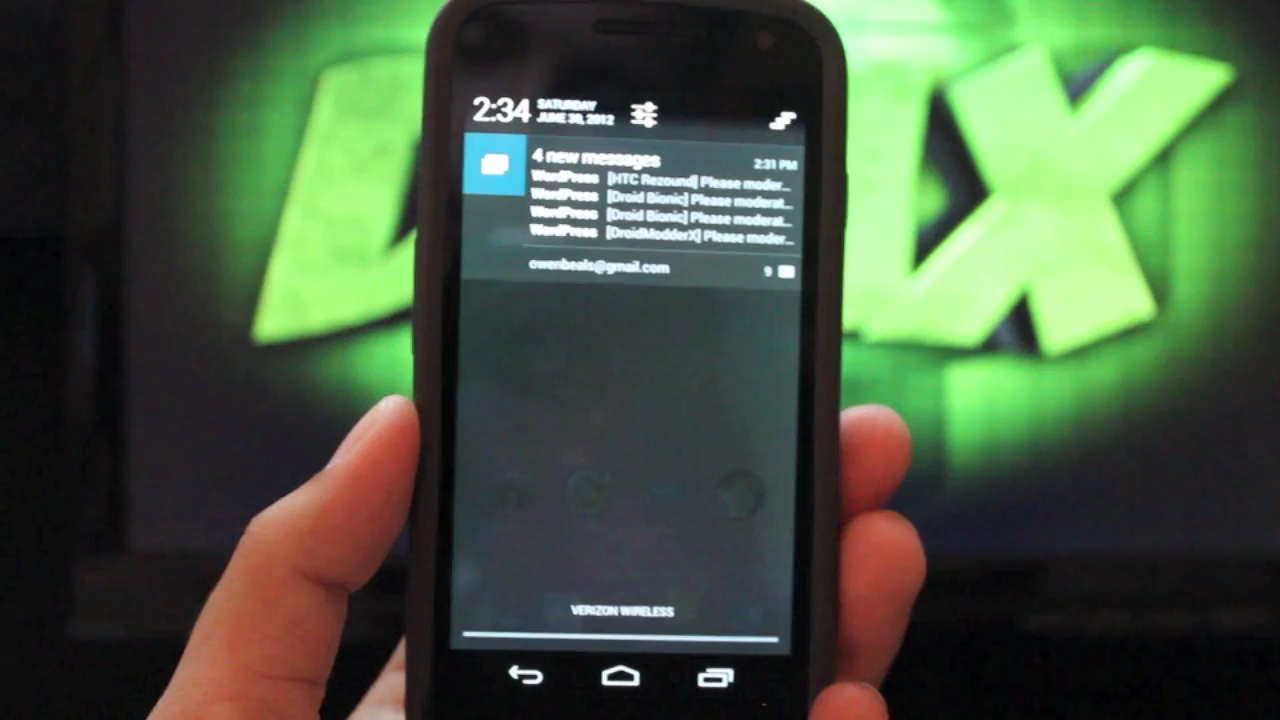 2:34 SATURDAY
JUNE 30, 2012
4 new messages 2:31 PM
WordPress [HTC Rezound] Please moder...
WordPress [Droid Bionic] Please moderat...
WordPress [Droid Bionic] Please moderat...
WordPress [DroidModderX] Please moder...
owenbeals@gmail.com 9
VERIZON WIRELESS
D X